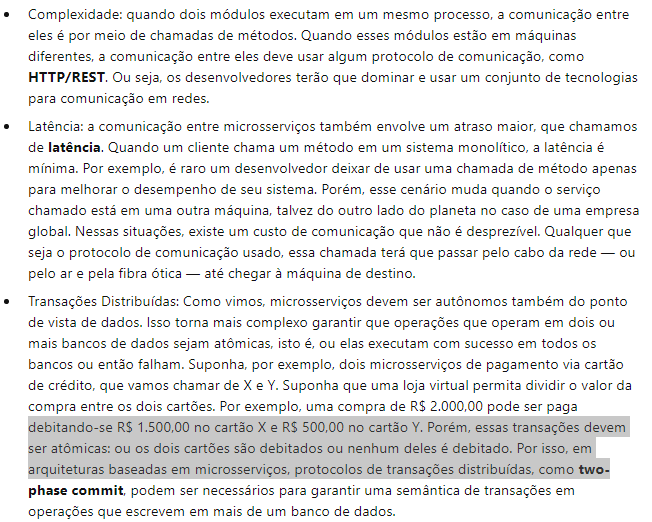 Complexidade: quando dois módulos executam em um mesmo processo, a comunicação entre
eles é por meio de chamadas de métodos. Quando esses módulos estão em máquinas
diferentes, a comunicação entre eles deve usar algum protocolo de comunicação, como
HTTP/REST. Ou seja, os desenvolvedores terão que dominar e usar um conjunto de tecnologias
para comunicação em redes.
Latência: a comunicação entre microsserviços também envolve um atraso maior, que chamamos
de latência. Quando um cliente chama um método em um sistema monolítico, a latência é
mínima. Por exemplo, é raro um desenvolvedor deixar de usar uma chamada de método apenas
para melhorar o desempenho de seu sistema. Porém, esse cenário muda quando o serviço
chamado está em uma outra máquina, talvez do outro lado do planeta no caso de uma empresa
global. Nessas situações, existe um custo de comunicação que não é desprezível. Qualquer que
seja o protocolo de comunicação usado, essa chamada terá que passar pelo cabo da rede — ou
pelo ar e pela fibra ótica — até chegar à máquina de destino.
Transações Distribuídas: Como vimos, microsserviços devem ser autônomos também do ponto
de vista de dados. Isso torna mais complexo garantir que operações que operam em dois ou
mais bancos de dados sejam atômicas, isto é, ou elas executam com sucesso em todos os
bancos ou então falham. Suponha, por exemplo, dois microsserviços de pagamento via cartão
de crédito, que vamos chamar de X e Y. Suponha que uma loja virtual permita dividir o valor da
compra entre os dois cartões. Por exemplo, uma compra de R$ 2.000,00 pode ser paga
debitando-se R$ 1.500,00 no cartão X e R$ 500,00 no cartão Y. Porém, essas transações devem
ser atômicas: ou os dois cartões são debitados ou nenhum deles é debitado. Por isso, em
arquiteturas baseadas em microsserviços, protocolos de transações distribuídas, como two-
phase commit, podem ser necessários para garantir uma semântica de transações em
operações que escrevem em mais de um banco de dados.